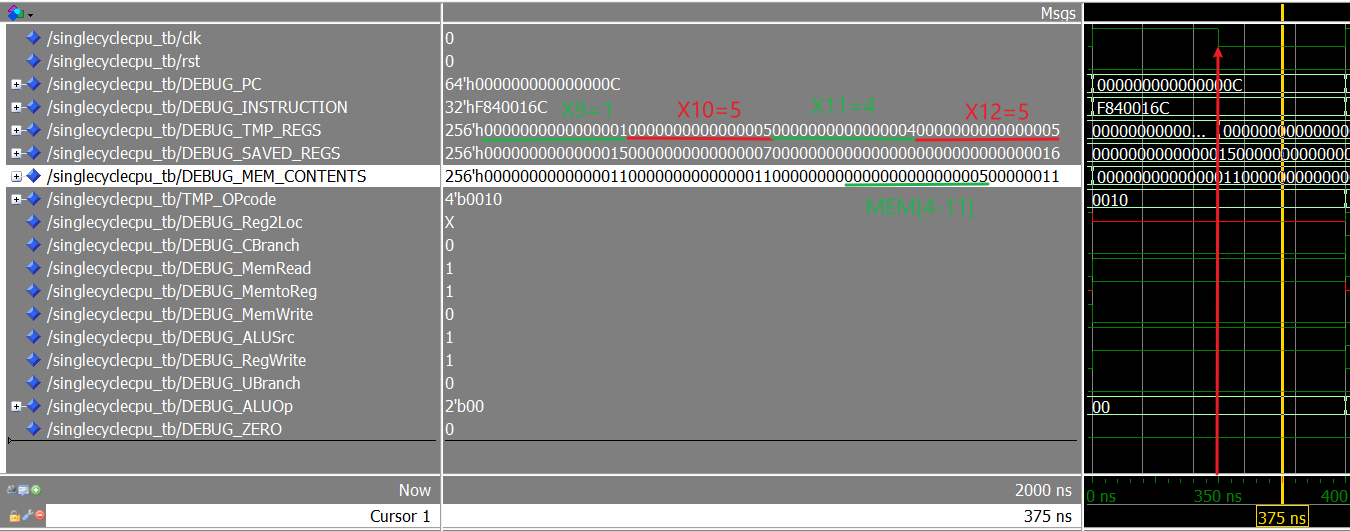 Msgs
/singlecyclecpu_tb/clk 0
/singlecyclecpu_tb/rst 0
/singlecyclecpu_tb/DEBUG_PC 64'h000000000000000C 000000000000000C
/singlecyclecpu_tb/DEBUG_INSTRUCTION 32'hF840016C F840016C
X9=1 X10=5 X11=4 X12=5
/singlecyclecpu_tb/DEBUG_TMP_REGS 256'h0000000000000001000000000000000500000000000000040000000000000005
/singlecyclecpu_tb/DEBUG_SAVED_REGS 256'h0000000000000015000000000000000700000000000000000000000000000016
/singlecyclecpu_tb/DEBUG_MEM_CONTENTS 256'h0000000000000011000000000000001100000000000000000000000500000011
/singlecyclecpu_tb/TMP_OPcode 4'b0010 0010
MEM(4-11)
/singlecyclecpu_tb/DEBUG_Reg2Loc X
/singlecyclecpu_tb/DEBUG_CBranch 0
/singlecyclecpu_tb/DEBUG_MemRead 1
/singlecyclecpu_tb/DEBUG_MemtoReg 1
/singlecyclecpu_tb/DEBUG_MemWrite 0
/singlecyclecpu_tb/DEBUG_ALUSrc 1
/singlecyclecpu_tb/DEBUG_RegWrite 1
/singlecyclecpu_tb/DEBUG_UBranch 0
/singlecyclecpu_tb/DEBUG_ALUOp 2'b00 00
/singlecyclecpu_tb/DEBUG_ZERO 0
Now 2000 ns 0 ns 350 ns 400
Cursor 1 375 ns 375 ns